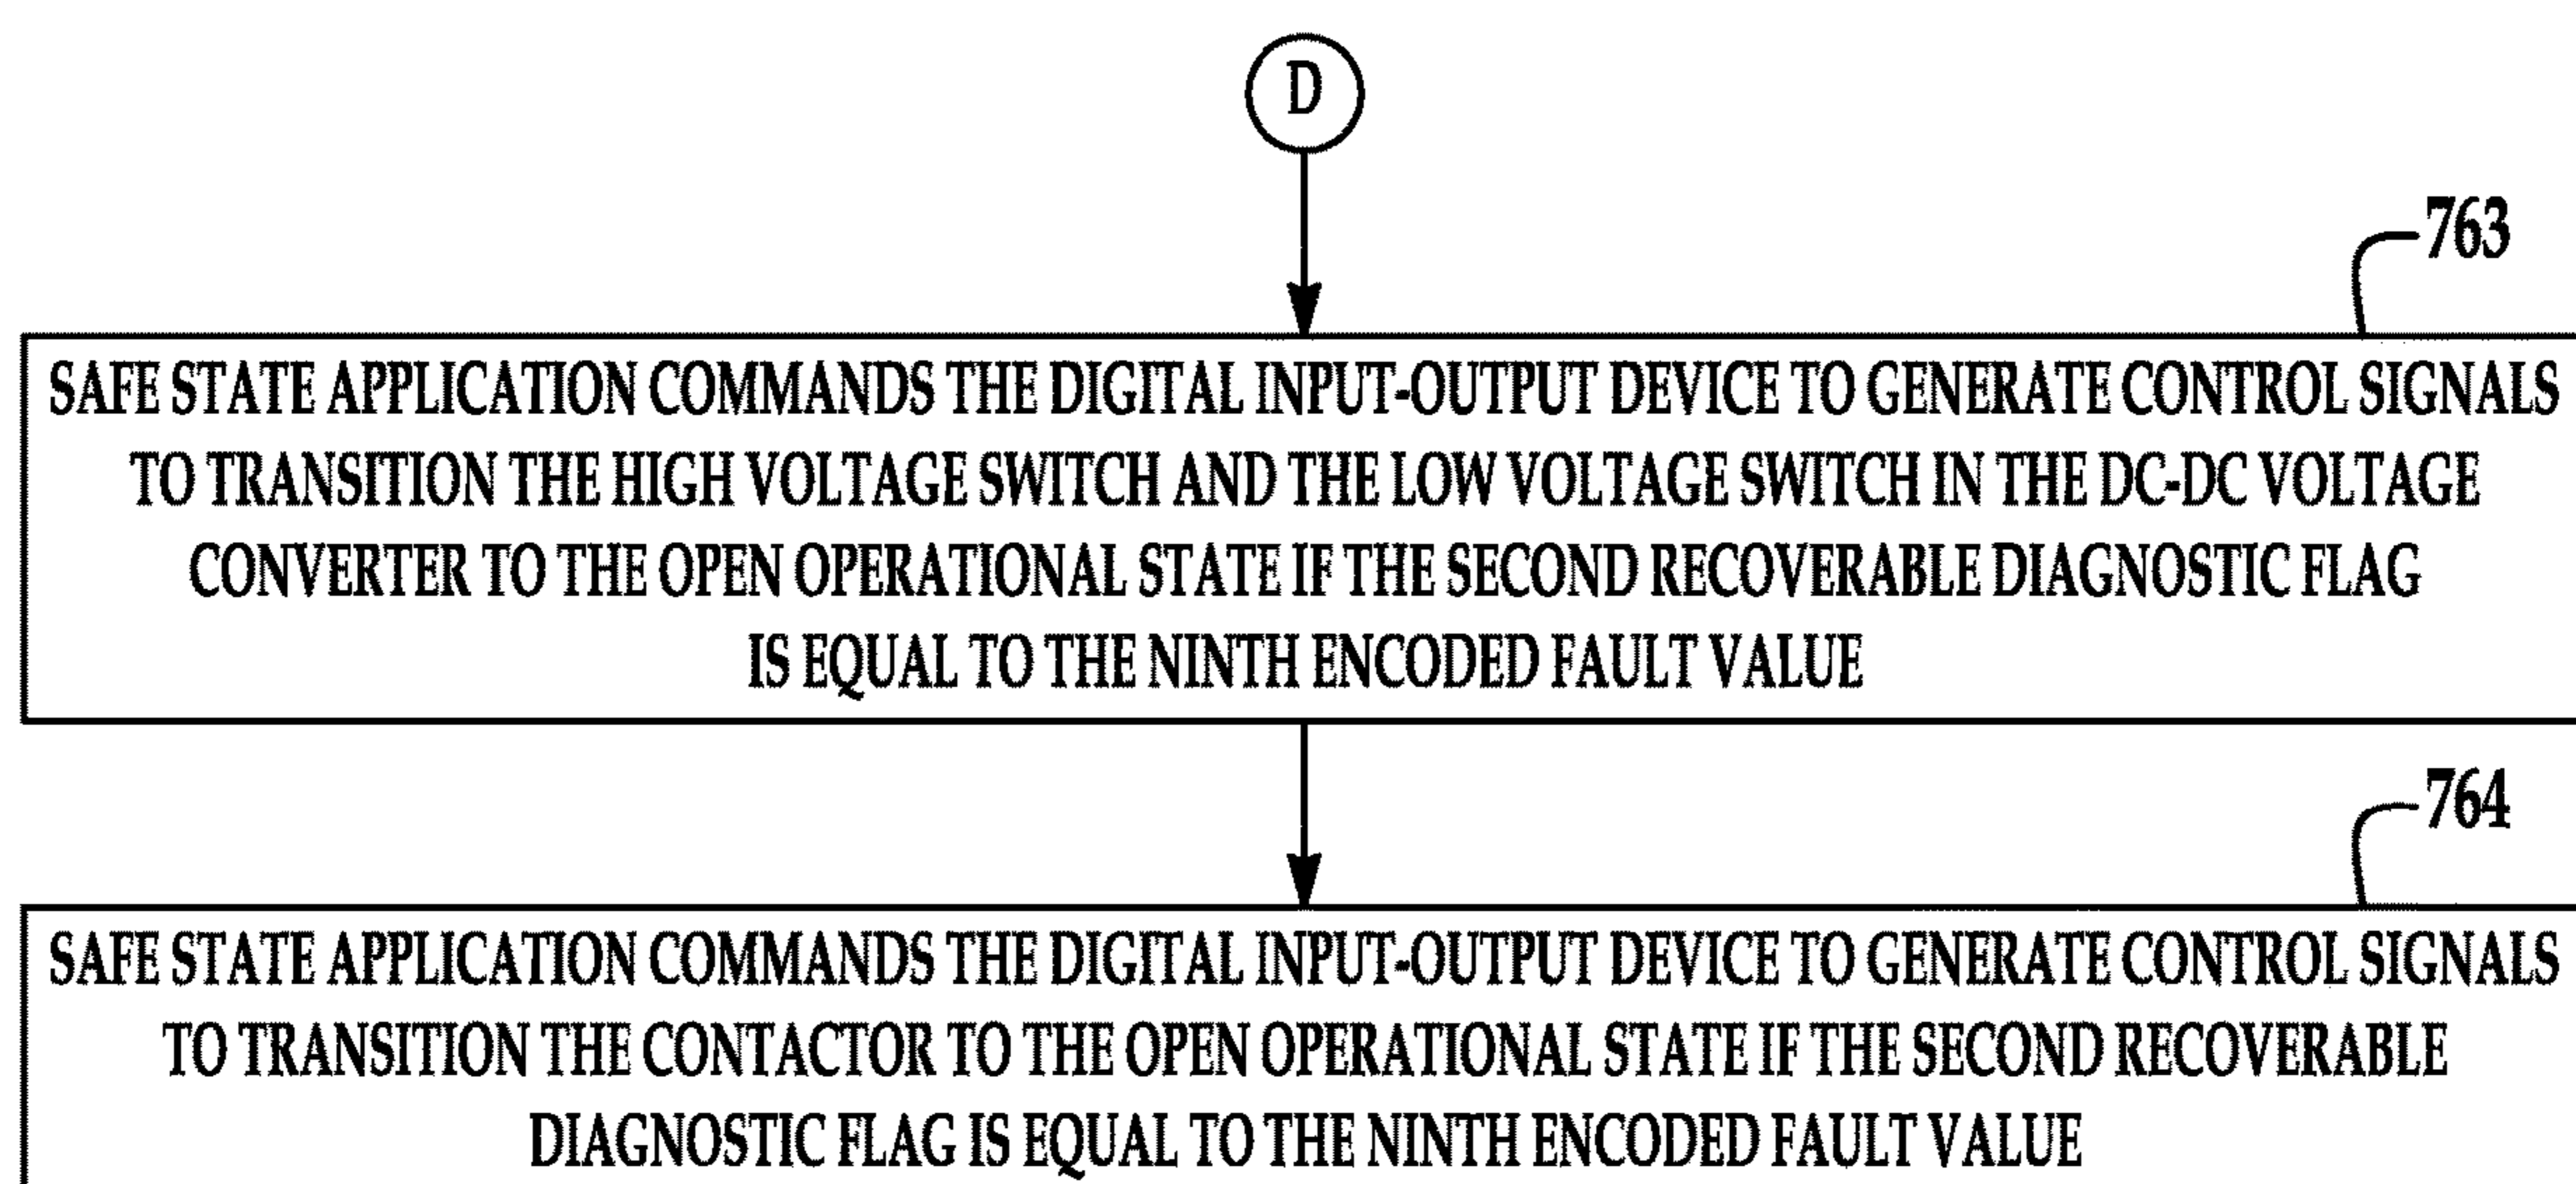 D
763
SAFE STATE APPLICATION COMMANDS THE DIGITAL INPUT-OUTPUT DEVICE TO GENERATE CONTROL SIGNALS
TO TRANSITION THE HIGH VOLTAGE SWITCH AND THE LOW VOLTAGE SWITCH IN THE DC-DC VOLTAGE
CONVERTER TO THE OPEN OPERATIONAL STATE IF THE SECOND RECOVERABLE DIAGNOSTIC FLAG
IS EQUAL TO THE NINTH ENCODED FAULT VALUE
764
SAFE STATE APPLICATION COMMANDS THE DIGITAL INPUT-OUTPUT DEVICE TO GENERATE CONTROL SIGNALS
TO TRANSITION THE CONTACTOR TO THE OPEN OPERATIONAL STATE IF THE SECOND RECOVERABLE
DIAGNOSTIC FLAG IS EQUAL TO THE NINTH ENCODED FAULT VALUE